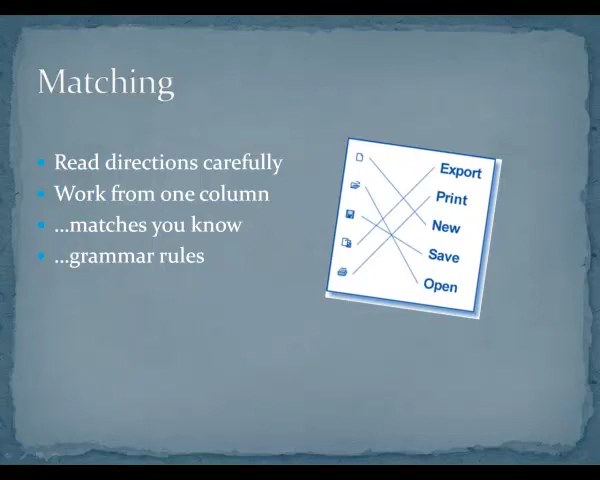 Matching
Read directions carefully
Work from one column
…matches you know
…grammar rules
Export
Print
New
Save
Open